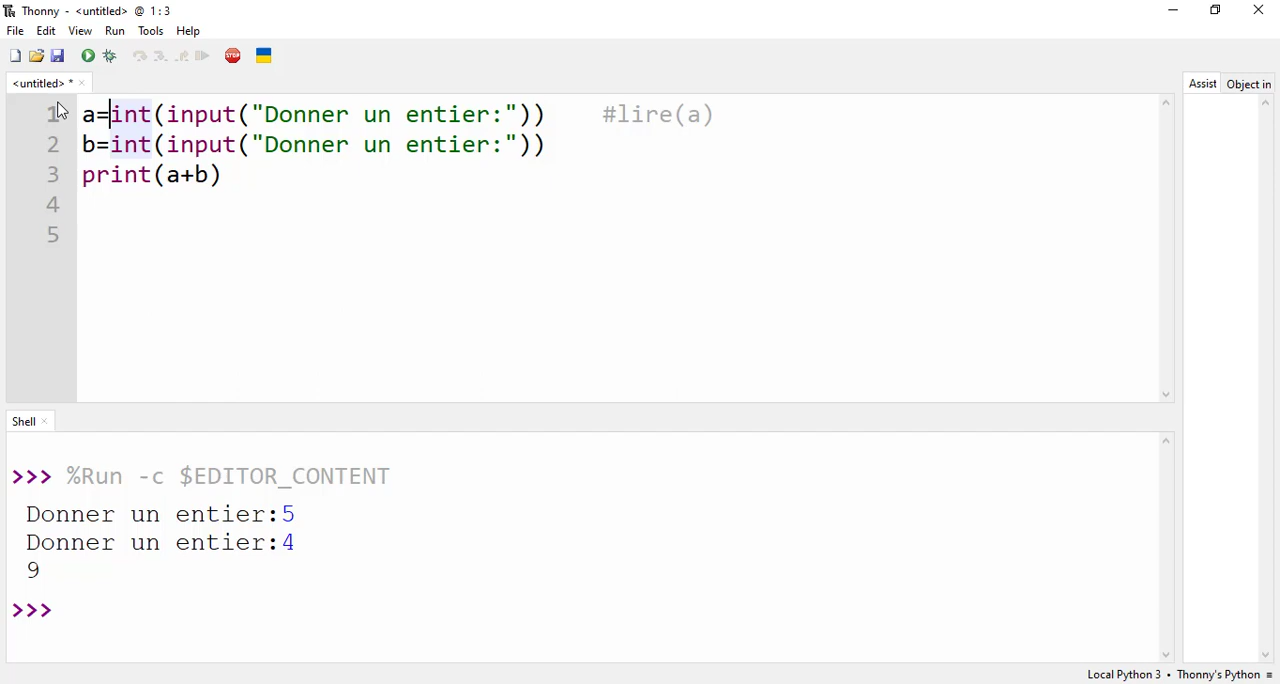 Thonny - <untitled> @ 1:3
File Edit View Run Tools Help
STOP
<untitled> * ×
Assist Object in
1 a=int(input("Donner un entier:")) #lire(a)
2 b=int(input("Donner un entier:"))
3 print(a+b)
4
5
Shell ×
>>> %Run -c $EDITOR_CONTENT
Donner un entier:5
Donner un entier:4
9
>>>
Local Python 3 • Thonny's Python ≡